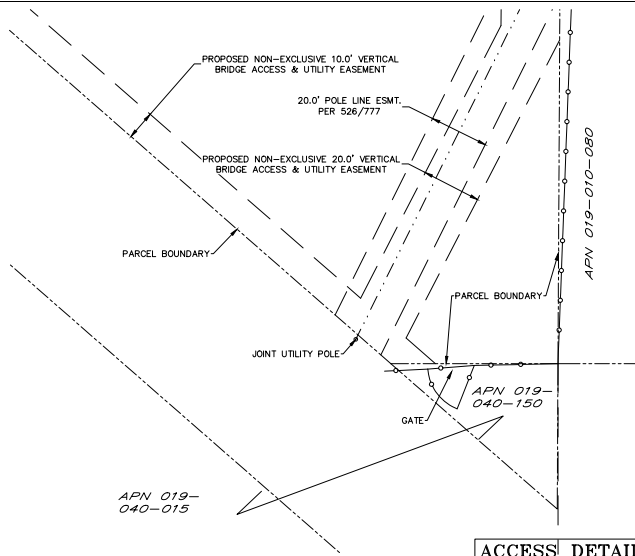 PROPOSED NON-EXCLUSIVE 10.0' VERTICAL
BRIDGE ACCESS & UTILITY EASEMENT
20.0' POLE LINE ESMT.
PER 526/777
PROPOSED NON-EXCLUSIVE 20.0' VERTICAL
BRIDGE ACCESS & UTILITY EASEMENT
APN 019-010-080
PARCEL BOUNDARY
PARCEL BOUNDARY
JOINT UTILITY POLE
APN 019-
040-150
GATE
APN 019-
040-015
ACCESS DETAIL